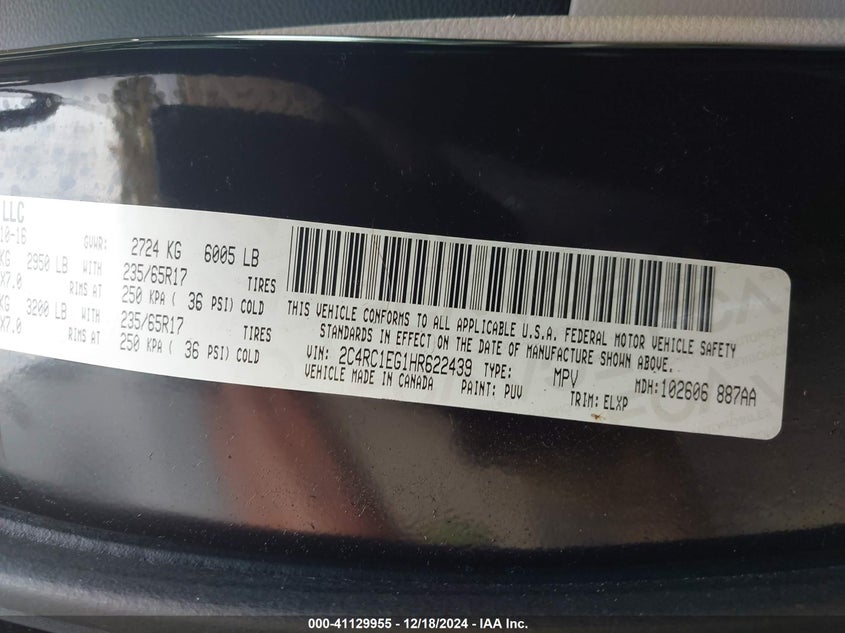 LLC
10-16 GVWR: 2724 KG 6005 LB
KG 2950 LB WITH 235/65R17 TIRES
X7.0 RIMS AT 250 KPA ( 36 PSI) COLD
KG 3200 LB WITH 235/65R17 TIRES
X7.0 RIMS AT 250 KPA ( 36 PSI) COLD
THIS VEHICLE CONFORMS TO ALL APPLICABLE U.S.A. FEDERAL MOTOR VEHICLE SAFETY
STANDARDS IN EFFECT ON THE DATE OF MANUFACTURE SHOWN ABOVE.
VIN: 2C4RC1EG1HR622439 TYPE: MPV MDH:102606 887AA
VEHICLE MADE IN CANADA PAINT: PUV TRIM: ELXP
000-41129955 - 12/18/2024 - IAA Inc.